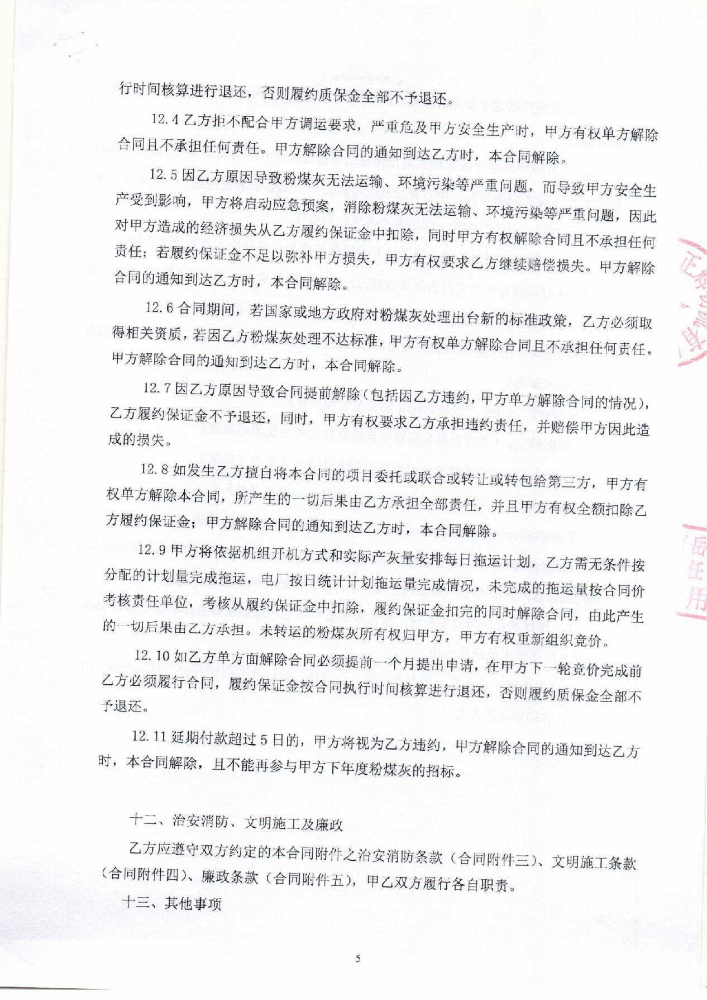 行时间核算进行退还，否则履约质保金全部不予退还。
12.4 乙方拒不配合甲方调运要求，严重危及甲方安全生产时，甲方有权单方解除
合同且不承担任何责任。甲方解除合同的通知到达乙方时，本合同解除。
12.5 因乙方原因导致粉煤灰无法运输、环境污染等严重问题，而导致甲方安全生
产受到影响，甲方将启动应急预案，消除粉煤灰无法运输、环境污染等严重问题，因此
对甲方造成的经济损失从乙方履约保证金中扣除，同时甲方有权解除合同且不承担任何
责任；若履约保证金不足以弥补甲方损失，甲方有权要求乙方继续赔偿损失。甲方解除
合同的通知到达乙方时，本合同解除。
12.6 合同期间，若国家或地方政府对粉煤灰处理出台新的标准政策，乙方必须取
得相关资质，若因乙方粉煤灰处理不达标准，甲方有权单方解除合同且不承担任何责任。
甲方解除合同的通知到达乙方时，本合同解除。
12.7 因乙方原因导致合同提前解除（包括因乙方违约，甲方单方解除合同的情况），
乙方履约保证金不予退还，同时，甲方有权要求乙方承担违约责任，并赔偿甲方因此造
成的损失。
12.8 如发生乙方擅自将本合同的项目委托或联合或转让或转包给第三方，甲方有
权单方解除本合同，所产生的一切后果由乙方承担全部责任，并且甲方有权全额扣除乙
方履约保证金；甲方解除合同的通知到达乙方时，本合同解除。
12.9 甲方将依据机组开机方式和实际产灰量安排每日拖运计划，乙方需无条件按
分配的计划量完成拖运，电厂按日统计计划拖运量完成情况，未完成的拖运量按合同价
考核责任单位，考核从履约保证金中扣除，履约保证金扣完的同时解除合同，由此产生
的一切后果由乙方承担。未转运的粉煤灰所有权归甲方，甲方有权重新组织竞价。
12.10 如乙方单方面解除合同必须提前一个月提出申请，在甲方下一轮竞价完成前
乙方必须履行合同，履约保证金按合同执行时间核算进行退还，否则履约质保金全部不
予退还。
12.11 延期付款超过 5 日的，甲方将视为乙方违约，甲方解除合同的通知到达乙方
时，本合同解除，且不能再参与甲方下年度粉煤灰的招标。
十二、治安消防、文明施工及廉政
乙方应遵守双方约定的本合同附件之治安消防条款（合同附件三）、文明施工条款
（合同附件四）、廉政条款（合同附件五），甲乙双方履行各自职责。
十三、其他事项
5
岳
任
用